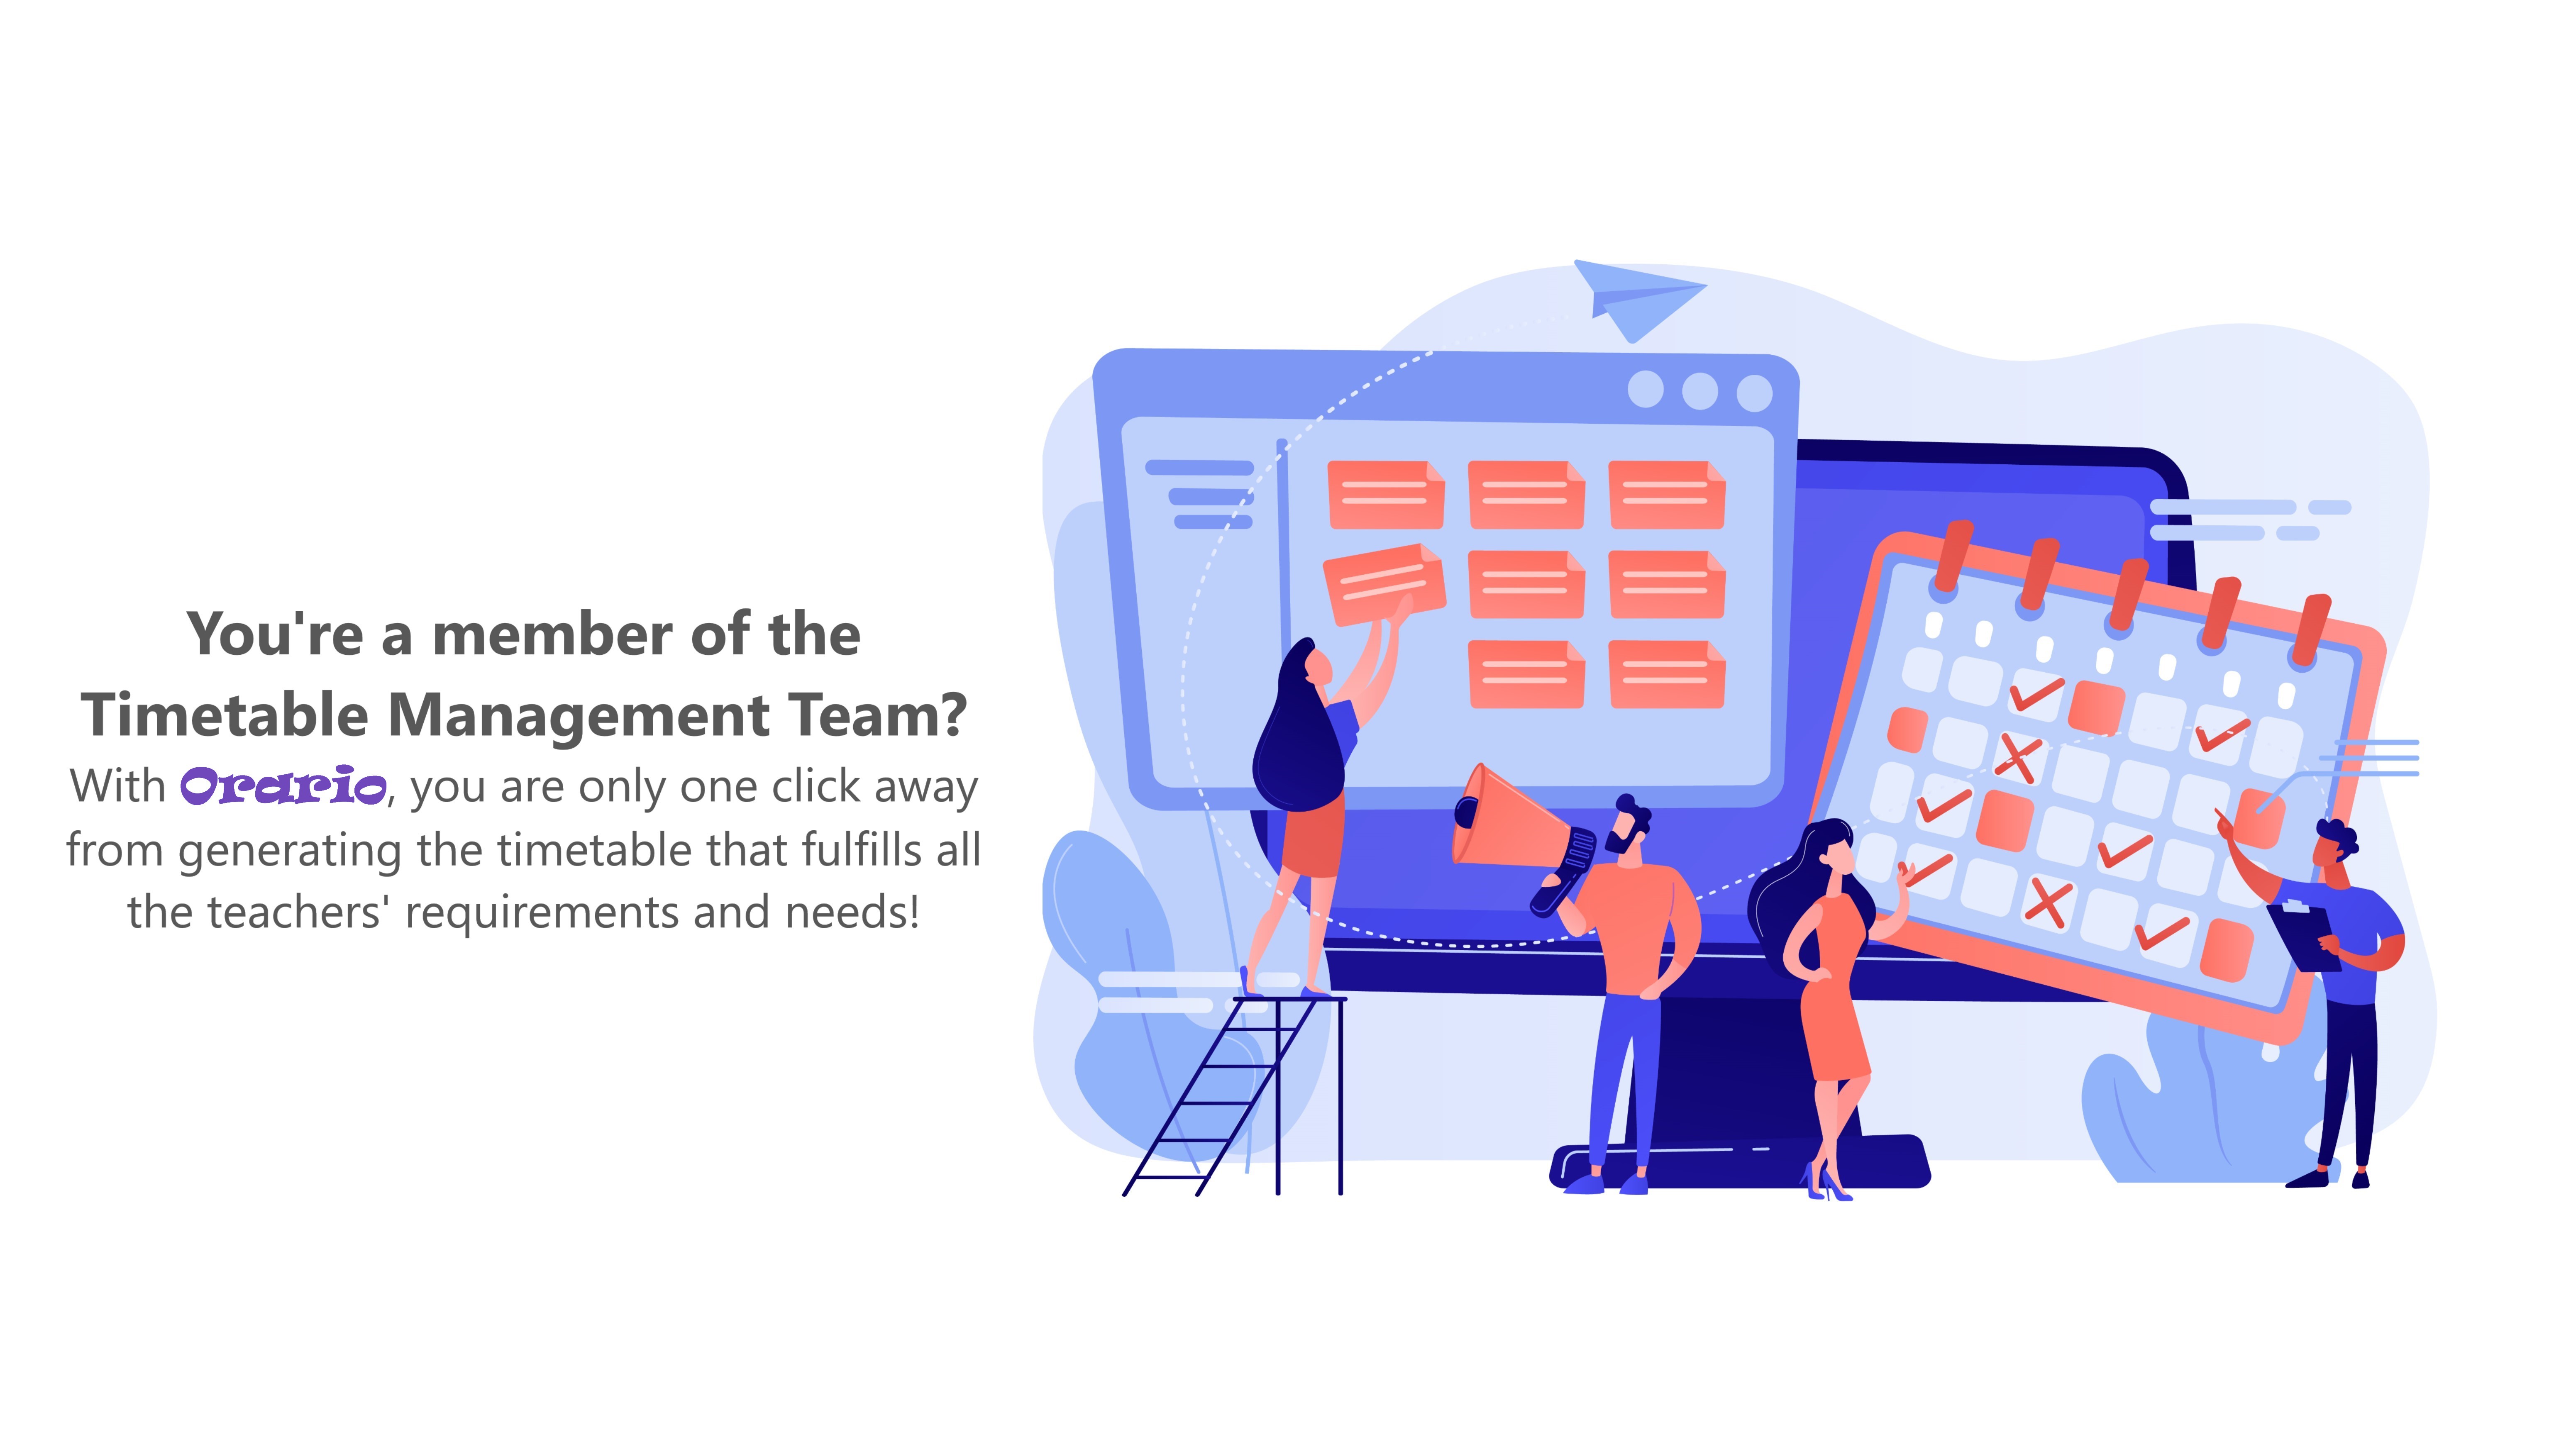 You're a member of the
Timetable Management Team?
With Orario, you are only one click away
from generating the timetable that fulfills all
the teachers' requirements and needs!